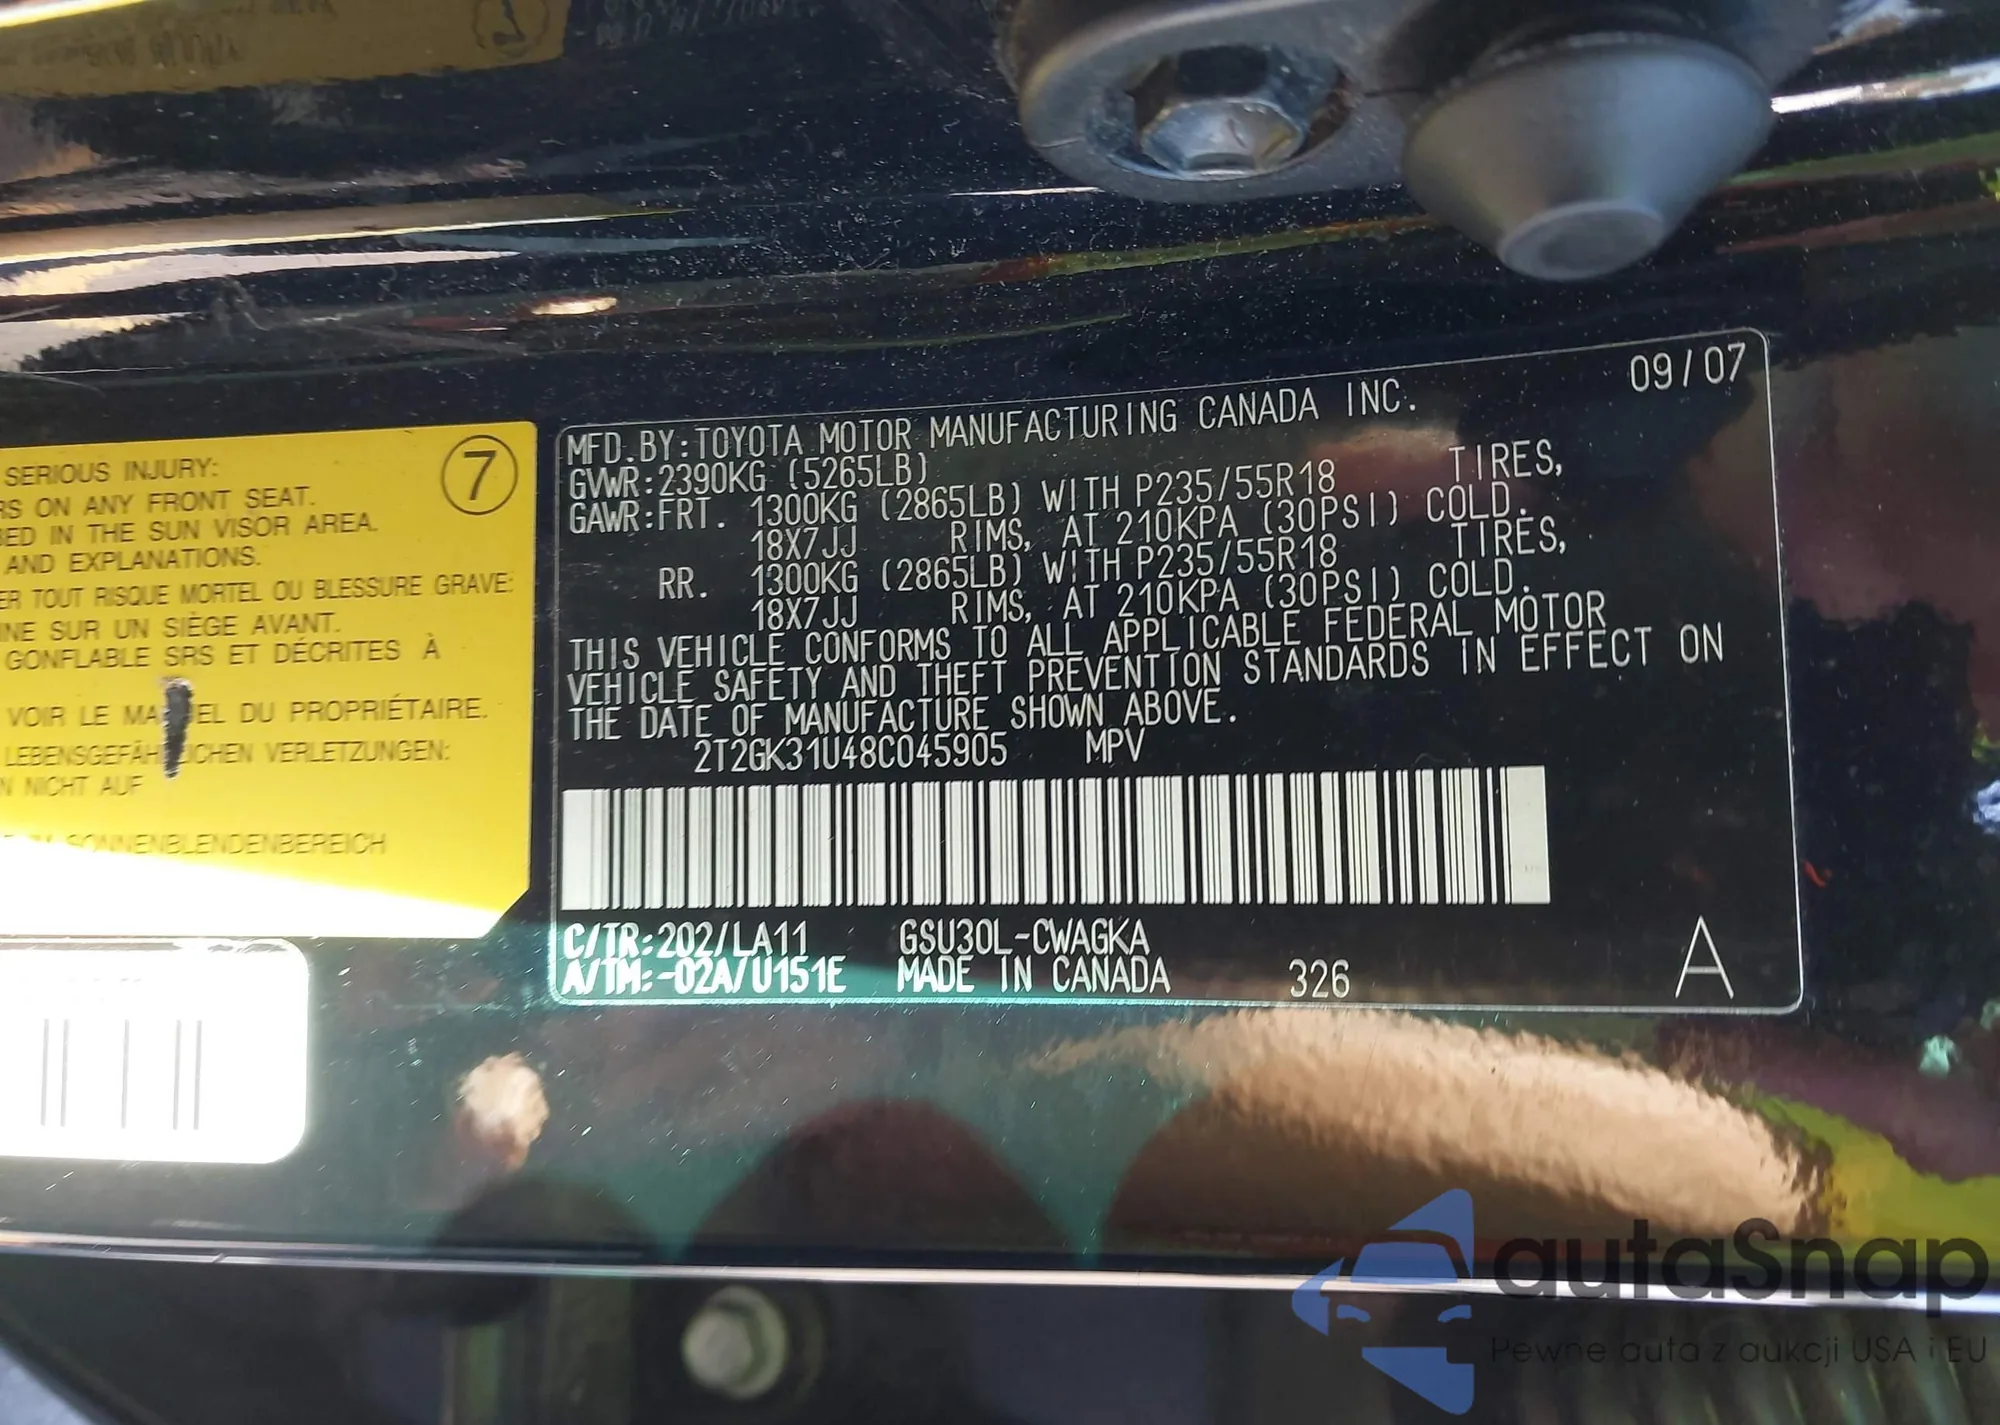 SERIOUS INJURY:
RS ON ANY FRONT SEAT.
BED IN THE SUN VISOR AREA.
AND EXPLANATIONS.
ER TOUT RISQUE MORTEL OU BLESSURE GRAVE:
NE SUR UN SIÈGE AVANT.
GONFLABLE SRS ET DÉCRITES À
VOIR LE MA EL DU PROPRIÉTAIRE.
LEBENSGEFÄH ICHEN VERLETZUNGEN:
N NICHT AUF
SONNENBLENDENBEREICH
7
09/07
MFD.BY:TOYOTA MOTOR MANUFACTURING CANADA INC.
GVWR:2390KG (5265LB)
GAWR:FRT. 1300KG (2865LB) WITH P235/55R18 TIRES,
18X7JJ RIMS, AT 210KPA (30PSI) COLD.
RR. 1300KG (2865LB) WITH P235/55R18 TIRES,
18X7JJ RIMS, AT 210KPA (30PSI) COLD.
THIS VEHICLE CONFORMS TO ALL APPLICABLE FEDERAL MOTOR
VEHICLE SAFETY AND THEFT PREVENTION STANDARDS IN EFFECT ON
THE DATE OF MANUFACTURE SHOWN ABOVE.
2T2GK31U48C045905 MPV
C/TR:202/LA11 GSU30L-CWAGKA
A/TM:-02A/U151E MADE IN CANADA 326 A
autaSnap
Pewne auta z aukcji USA i EU